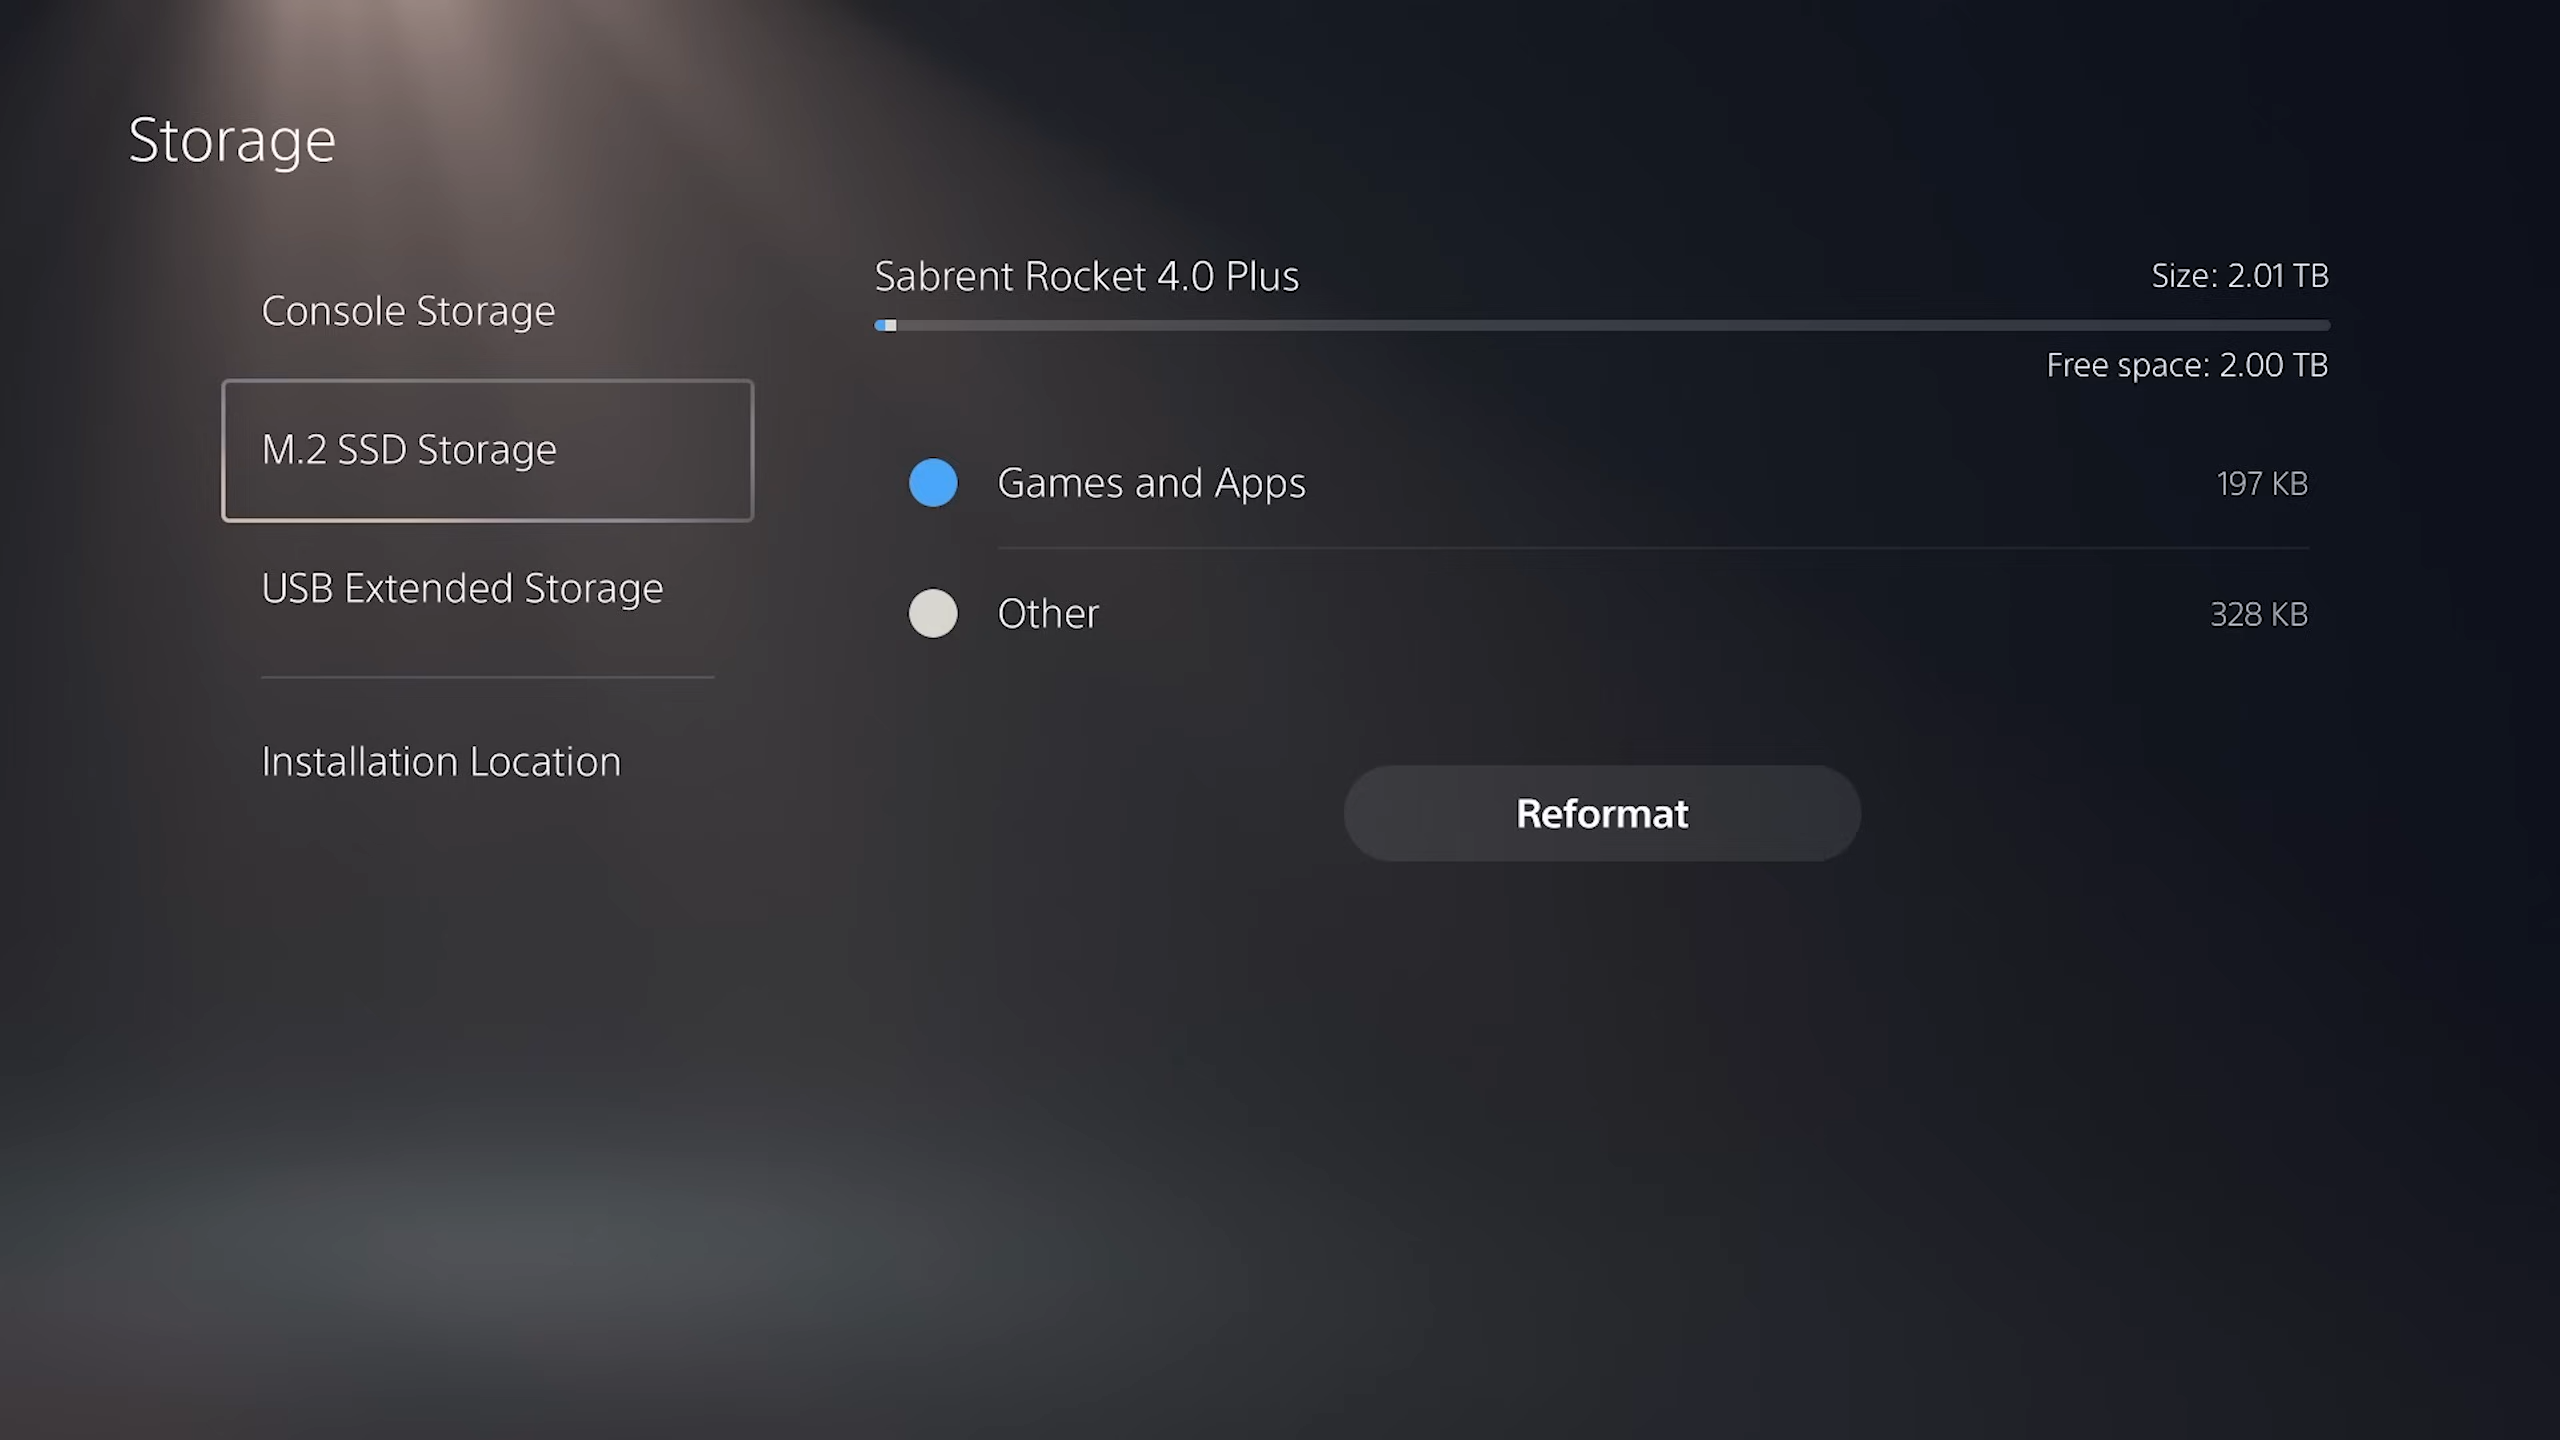 Storage
Console Storage
M.2 SSD Storage
USB Extended Storage
Installation Location
Sabrent Rocket 4.0 Plus
Size: 2.01 TB
Free space: 2.00 TB
Games and Apps
197 KB
Other
328 KB
Reformat